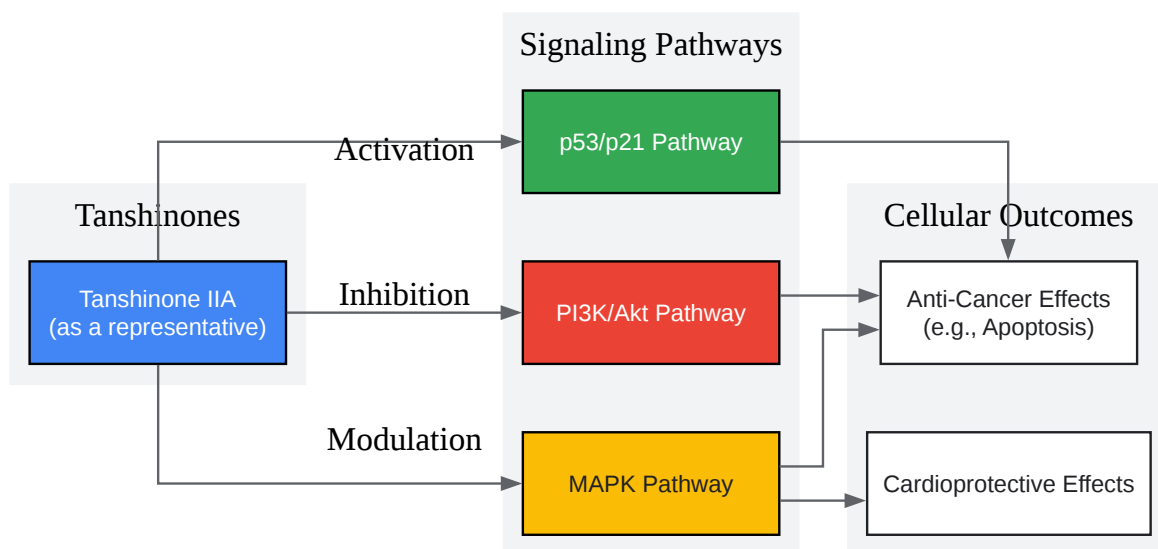 Signaling Pathways
p53/p21 Pathway
Activation
Tanshinones
Cellular Outcomes
Tanshinone IIA
(as a representative)
Inhibition
PI3K/Akt Pathway
Anti-Cancer Effects
(e.g., Apoptosis)
Modulation
MAPK Pathway
Cardioprotective Effects